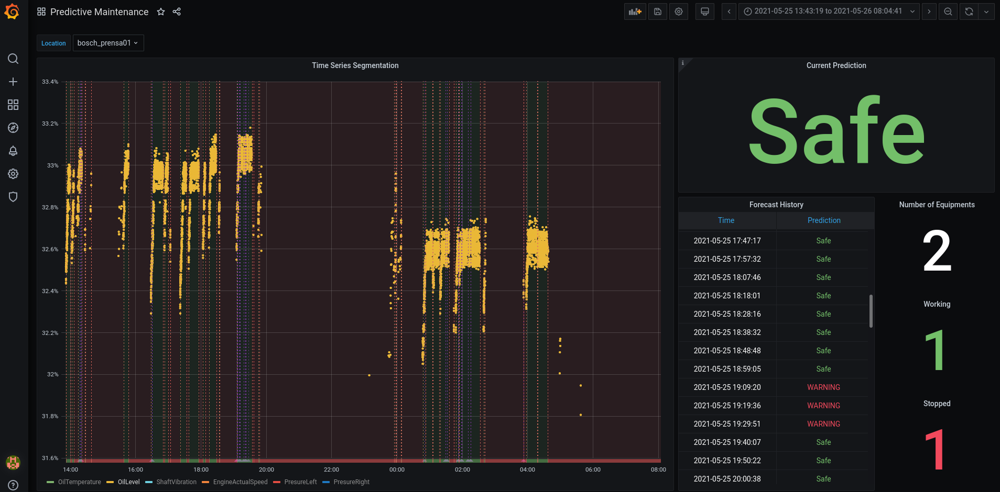 Predictive Maintenance
2021-05-25 13:43:19 to 2021-05-26 08:04:41
Location
bosch_prensa01
Time Series Segmentation
33.4%
33.2%
33%
32.8%
32.6%
32.4%
32.2%
32%
31.8%
31.6%
14:00 16:00 18:00 20:00 22:00 00:00 02:00 04:00 06:00 08:00
OilTemperature OilLevel ShaftVibration EngineActualSpeed PresureLeft PresureRight
i
Current Prediction
Safe
Forecast History
Time Prediction
2021-05-25 17:47:17 Safe
2021-05-25 17:57:32 Safe
2021-05-25 18:07:46 Safe
2021-05-25 18:18:01 Safe
2021-05-25 18:28:16 Safe
2021-05-25 18:38:32 Safe
2021-05-25 18:48:48 Safe
2021-05-25 18:59:05 Safe
2021-05-25 19:09:20 WARNING
2021-05-25 19:19:36 WARNING
2021-05-25 19:29:51 WARNING
2021-05-25 19:40:07 Safe
2021-05-25 19:50:22 Safe
2021-05-25 20:00:38 Safe
Number of Equipments
2
Working
1
Stopped
1